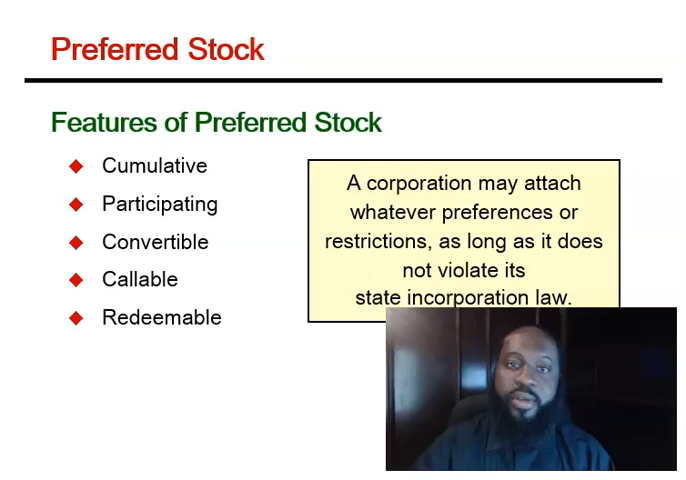 Preferred Stock
Features of Preferred Stock
Cumulative
Participating
Convertible
Callable
Redeemable
A corporation may attach
whatever preferences or
restrictions, as long as it does
not violate its
state incorporation law.